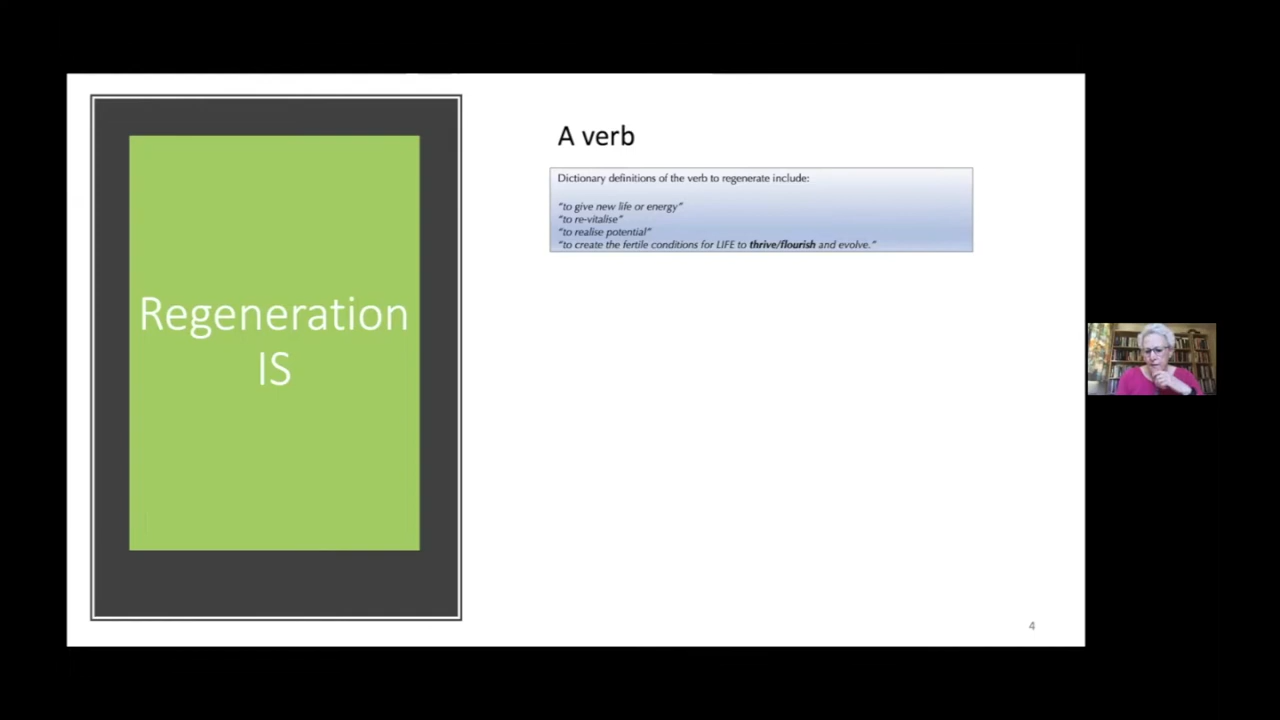 Regeneration
IS
A verb
Dictionary definitions of the verb to regenerate include:
“to give new life or energy”
“to re-vitalise”
“to realise potential”
“to create the fertile conditions for LIFE to thrive/flourish and evolve.”
4